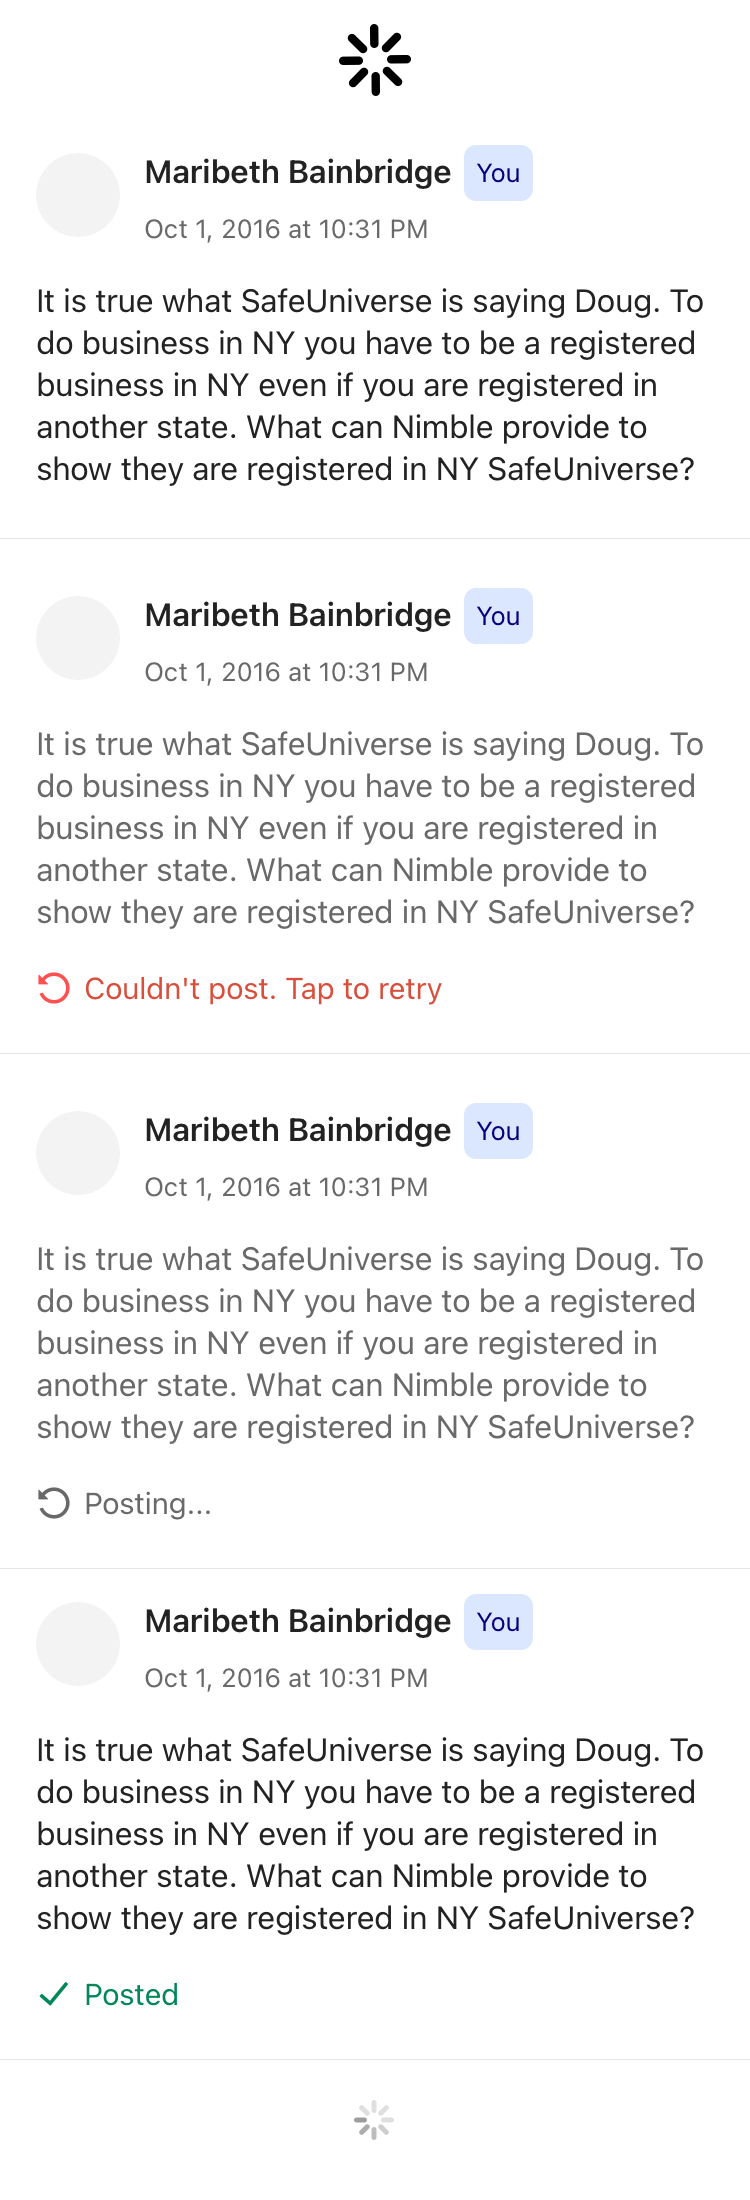 Maribeth Bainbridge You
Oct 1, 2016 at 10:31 PM
It is true what SafeUniverse is saying Doug. To
do business in NY you have to be a registered
business in NY even if you are registered in
another state. What can Nimble provide to
show they are registered in NY SafeUniverse?
Maribeth Bainbridge You
Oct 1, 2016 at 10:31 PM
It is true what SafeUniverse is saying Doug. To
do business in NY you have to be a registered
business in NY even if you are registered in
another state. What can Nimble provide to
show they are registered in NY SafeUniverse?
Couldn't post. Tap to retry
Maribeth Bainbridge You
Oct 1, 2016 at 10:31 PM
It is true what SafeUniverse is saying Doug. To
do business in NY you have to be a registered
business in NY even if you are registered in
another state. What can Nimble provide to
show they are registered in NY SafeUniverse?
Posting...
Maribeth Bainbridge You
Oct 1, 2016 at 10:31 PM
It is true what SafeUniverse is saying Doug. To
do business in NY you have to be a registered
business in NY even if you are registered in
another state. What can Nimble provide to
show they are registered in NY SafeUniverse?
Posted